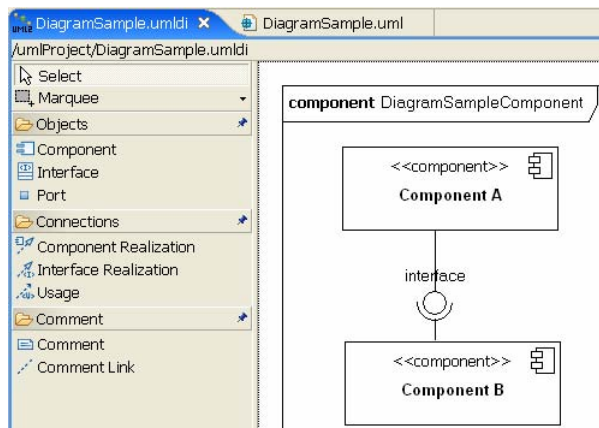 DiagramSample.umldi
DiagramSample.uml
/umlProject/DiagramSample.umldi
Select
Marquee
Objects
Component
Interface
Port
Connections
Component Realization
Interface Realization
Usage
Comment
Comment
Comment Link
component DiagramSampleComponent
<<component>>
Component A
interface
<<component>>
Component B